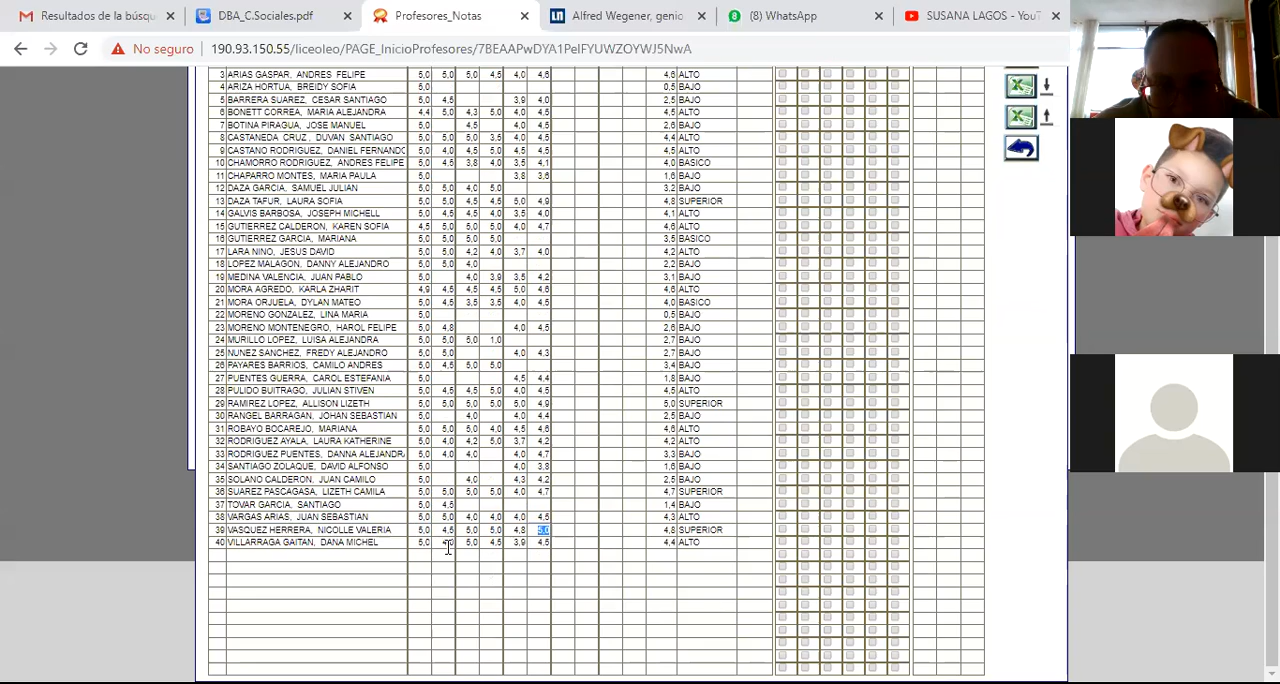 Resultados de la búsqu × DBA_C.Sociales.pdf × Profesores_Notas × Alfred Wegener, genio × (8) WhatsApp × SUSANA LAGOS - YouT ×
No seguro 190.93.150.55/liceoleo/PAGE_InicioProfesores/7BEAAPwDYA1PelFYUWZOYWJ5NwA
3 ARIAS GASPAR, ANDRES FELIPE 5,0 5,0 5,0 4,5 4,0 4,6 4,6 ALTO
4 ARIZA HORTUA, BREIDY SOFIA 5,0 0,5 BAJO
5 BARRERA SUAREZ, CESAR SANTIAGO 5,0 4,5 3,9 4,0 2,5 BAJO
6 BONETT CORREA, MARIA ALEJANDRA 4,4 5,0 4,3 5,0 4,0 4,5 4,5 ALTO
7 BOTINA PIRAGUA, JOSE MANUEL 5,0 4,5 4,0 4,5 2,6 BAJO
8 CASTANEDA CRUZ, DUVAN SANTIAGO 5,0 5,0 5,0 3,5 4,0 4,5 4,4 ALTO
9 CASTANO RODRIGUEZ, DANIEL FERNANDO 5,0 4,0 4,5 5,0 4,5 4,5 4,5 ALTO
10 CHAMORRO RODRIGUEZ, ANDRES FELIPE 5,0 4,5 3,8 4,0 3,5 4,1 4,0 BASICO
11 CHAPARRO MONTES, MARIA PAULA 5,0 3,8 3,6 1,6 BAJO
12 DAZA GARCIA, SAMUEL JULIAN 5,0 5,0 4,0 5,0 3,2 BAJO
13 DAZA TAFUR, LAURA SOFIA 5,0 5,0 4,5 4,5 5,0 4,9 4,8 SUPERIOR
14 GALVIS BARBOSA, JOSEPH MICHELL 5,0 4,5 4,5 4,0 3,5 4,0 4,1 ALTO
15 GUTIERREZ CALDERON, KAREN SOFIA 4,5 5,0 5,0 5,0 4,0 4,7 4,6 ALTO
16 GUTIERREZ GARCIA, MARIANA 5,0 5,0 5,0 5,0 3,5 BASICO
17 LARA NINO, JESUS DAVID 5,0 5,0 4,2 4,0 3,7 4,0 4,2 ALTO
18 LOPEZ MALAGON, DANNY ALEJANDRO 5,0 5,0 4,0 2,2 BAJO
19 MEDINA VALENCIA, JUAN PABLO 5,0 4,0 3,9 3,5 4,2 3,1 BAJO
20 MORA AGREDO, KARLA ZHARIT 4,9 4,5 4,5 4,5 5,0 4,6 4,6 ALTO
21 MORA ORJUELA, DYLAN MATEO 5,0 4,5 3,5 3,5 4,0 4,5 4,0 BASICO
22 MORENO GONZALEZ, LINA MARIA 5,0 0,5 BAJO
23 MORENO MONTENEGRO, HAROL FELIPE 5,0 4,8 4,0 4,5 2,6 BAJO
24 MURILLO LOPEZ, LUISA ALEJANDRA 5,0 5,0 5,0 1,0 2,7 BAJO
25 NUNEZ SANCHEZ, FREDY ALEJANDRO 5,0 5,0 4,0 4,3 2,7 BAJO
26 PAYARES BARRIOS, CAMILO ANDRES 5,0 4,5 5,0 5,0 3,4 BAJO
27 PUENTES GUERRA, CAROL ESTEFANIA 5,0 4,5 4,4 1,8 BAJO
28 PULIDO BUITRAGO, JULIAN STIVEN 5,0 4,5 4,5 5,0 4,0 4,5 4,5 ALTO
29 RAMIREZ LOPEZ, ALLISON LIZETH 5,0 5,0 5,0 5,0 5,0 4,9 5,0 SUPERIOR
30 RANGEL BARRAGAN, JOHAN SEBASTIAN 5,0 4,0 4,0 4,4 2,5 BAJO
31 ROBAYO BOCAREJO, MARIANA 5,0 5,0 5,0 4,0 4,5 4,6 4,6 ALTO
32 RODRIGUEZ AYALA, LAURA KATHERINE 5,0 4,0 4,2 5,0 3,7 4,2 4,2 ALTO
33 RODRIGUEZ PUENTES, DANNA ALEJANDRA 5,0 4,0 4,0 4,0 4,7 3,3 BAJO
34 SANTIAGO ZOLAQUE, DAVID ALFONSO 5,0 4,0 3,8 1,6 BAJO
35 SOLANO CALDERON, JUAN CAMILO 5,0 4,0 4,3 4,2 2,5 BAJO
36 SUAREZ PASCAGASA, LIZETH CAMILA 5,0 5,0 5,0 5,0 4,0 4,7 4,7 SUPERIOR
37 TOVAR GARCIA, SANTIAGO 5,0 4,5 1,4 BAJO
38 VARGAS ARIAS, JUAN SEBASTIAN 5,0 5,0 4,0 4,0 4,0 4,5 4,3 ALTO
39 VASQUEZ HERRERA, NICOLLE VALERIA 5,0 4,5 5,0 5,0 4,8 5,0 4,8 SUPERIOR
40 VILLARRAGA GAITAN, DANA MICHEL 5,0 5,0 4,5 3,9 4,5 4,4 ALTO